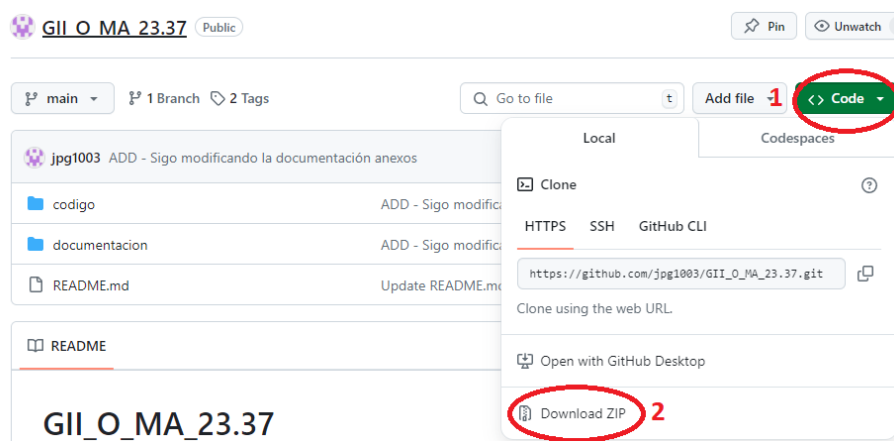 GII_O_MA_23.37 Public Pin Unwatch
main 1 Branch 2 Tags Go to file t Add file 1 <> Code
Local Codespaces
jpg1003 ADD - Sigo modificando la documentación anexos
Clone
codigo ADD - Sigo modific
HTTPS SSH GitHub CLI
documentacion ADD - Sigo modific
https://github.com/jpg1003/GII_O_MA_23.37.git
README.md Update README.m
Clone using the web URL.
README
Open with GitHub Desktop
Download ZIP 2
GII_O_MA_23.37